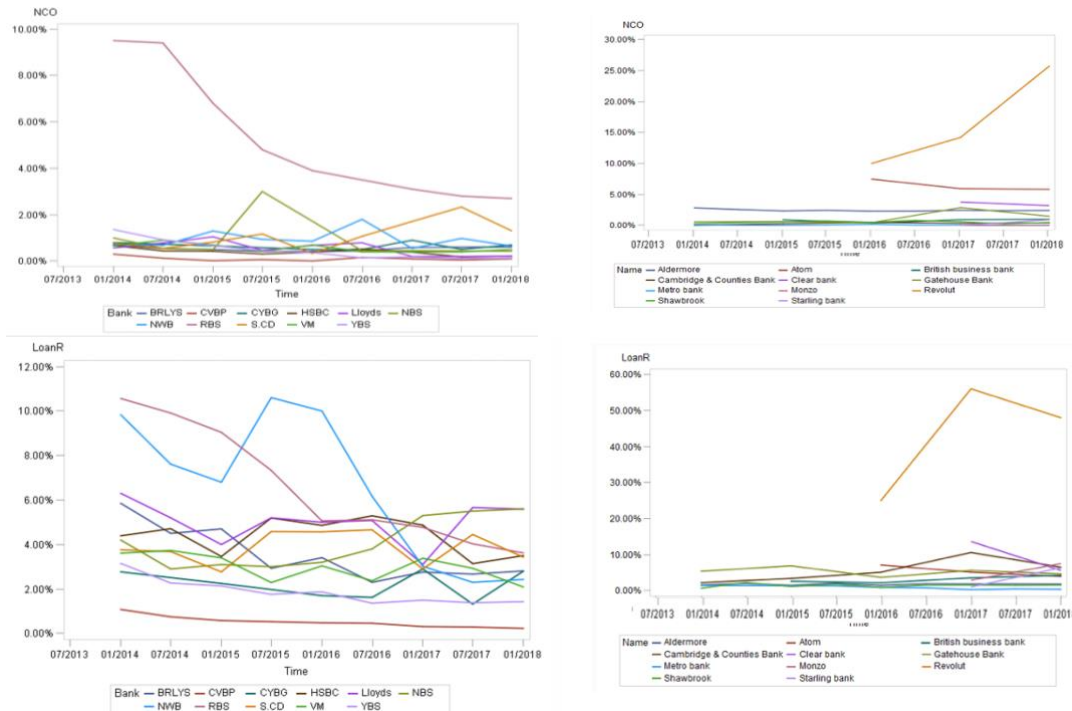 NCO
10.00%
8.00%
6.00%
4.00%
2.00%
0.00%
07/2013 01/2014 07/2014 01/2015 07/2015 01/2016 07/2016 01/2017 07/2017 01/2018
Time
Bank BRLYS CVBP CYBG HSBC Lloyds NBS
NWB RBS S.CD VM YBS
NCO
30.00%
25.00%
20.00%
15.00%
10.00%
5.00%
0.00%
07/2013 01/2014 07/2014 01/2015 07/2015 01/2016 07/2016 01/2017 07/2017 01/2018
Name Aldermore Atom British business bank
Cambridge & Counties Bank Clear bank Gatehouse Bank
Metro bank Monzo Revolut
Shawbrook Starling bank
LoanR
12.00%
10.00%
8.00%
6.00%
4.00%
2.00%
0.00%
07/2013 01/2014 07/2014 01/2015 07/2015 01/2016 07/2016 01/2017 07/2017 01/2018
Time
Bank BRLYS CVBP CYBG HSBC Lloyds NBS
NWB RBS S.CD VM YBS
LoanR
60.00%
50.00%
40.00%
30.00%
20.00%
10.00%
0.00%
07/2013 01/2014 07/2014 01/2015 07/2015 01/2016 07/2016 01/2017 07/2017 01/2018
Name Aldermore Atom British business bank
Cambridge & Counties Bank Clear bank Gatehouse Bank
Metro bank Monzo Revolut
Shawbrook Starling bank